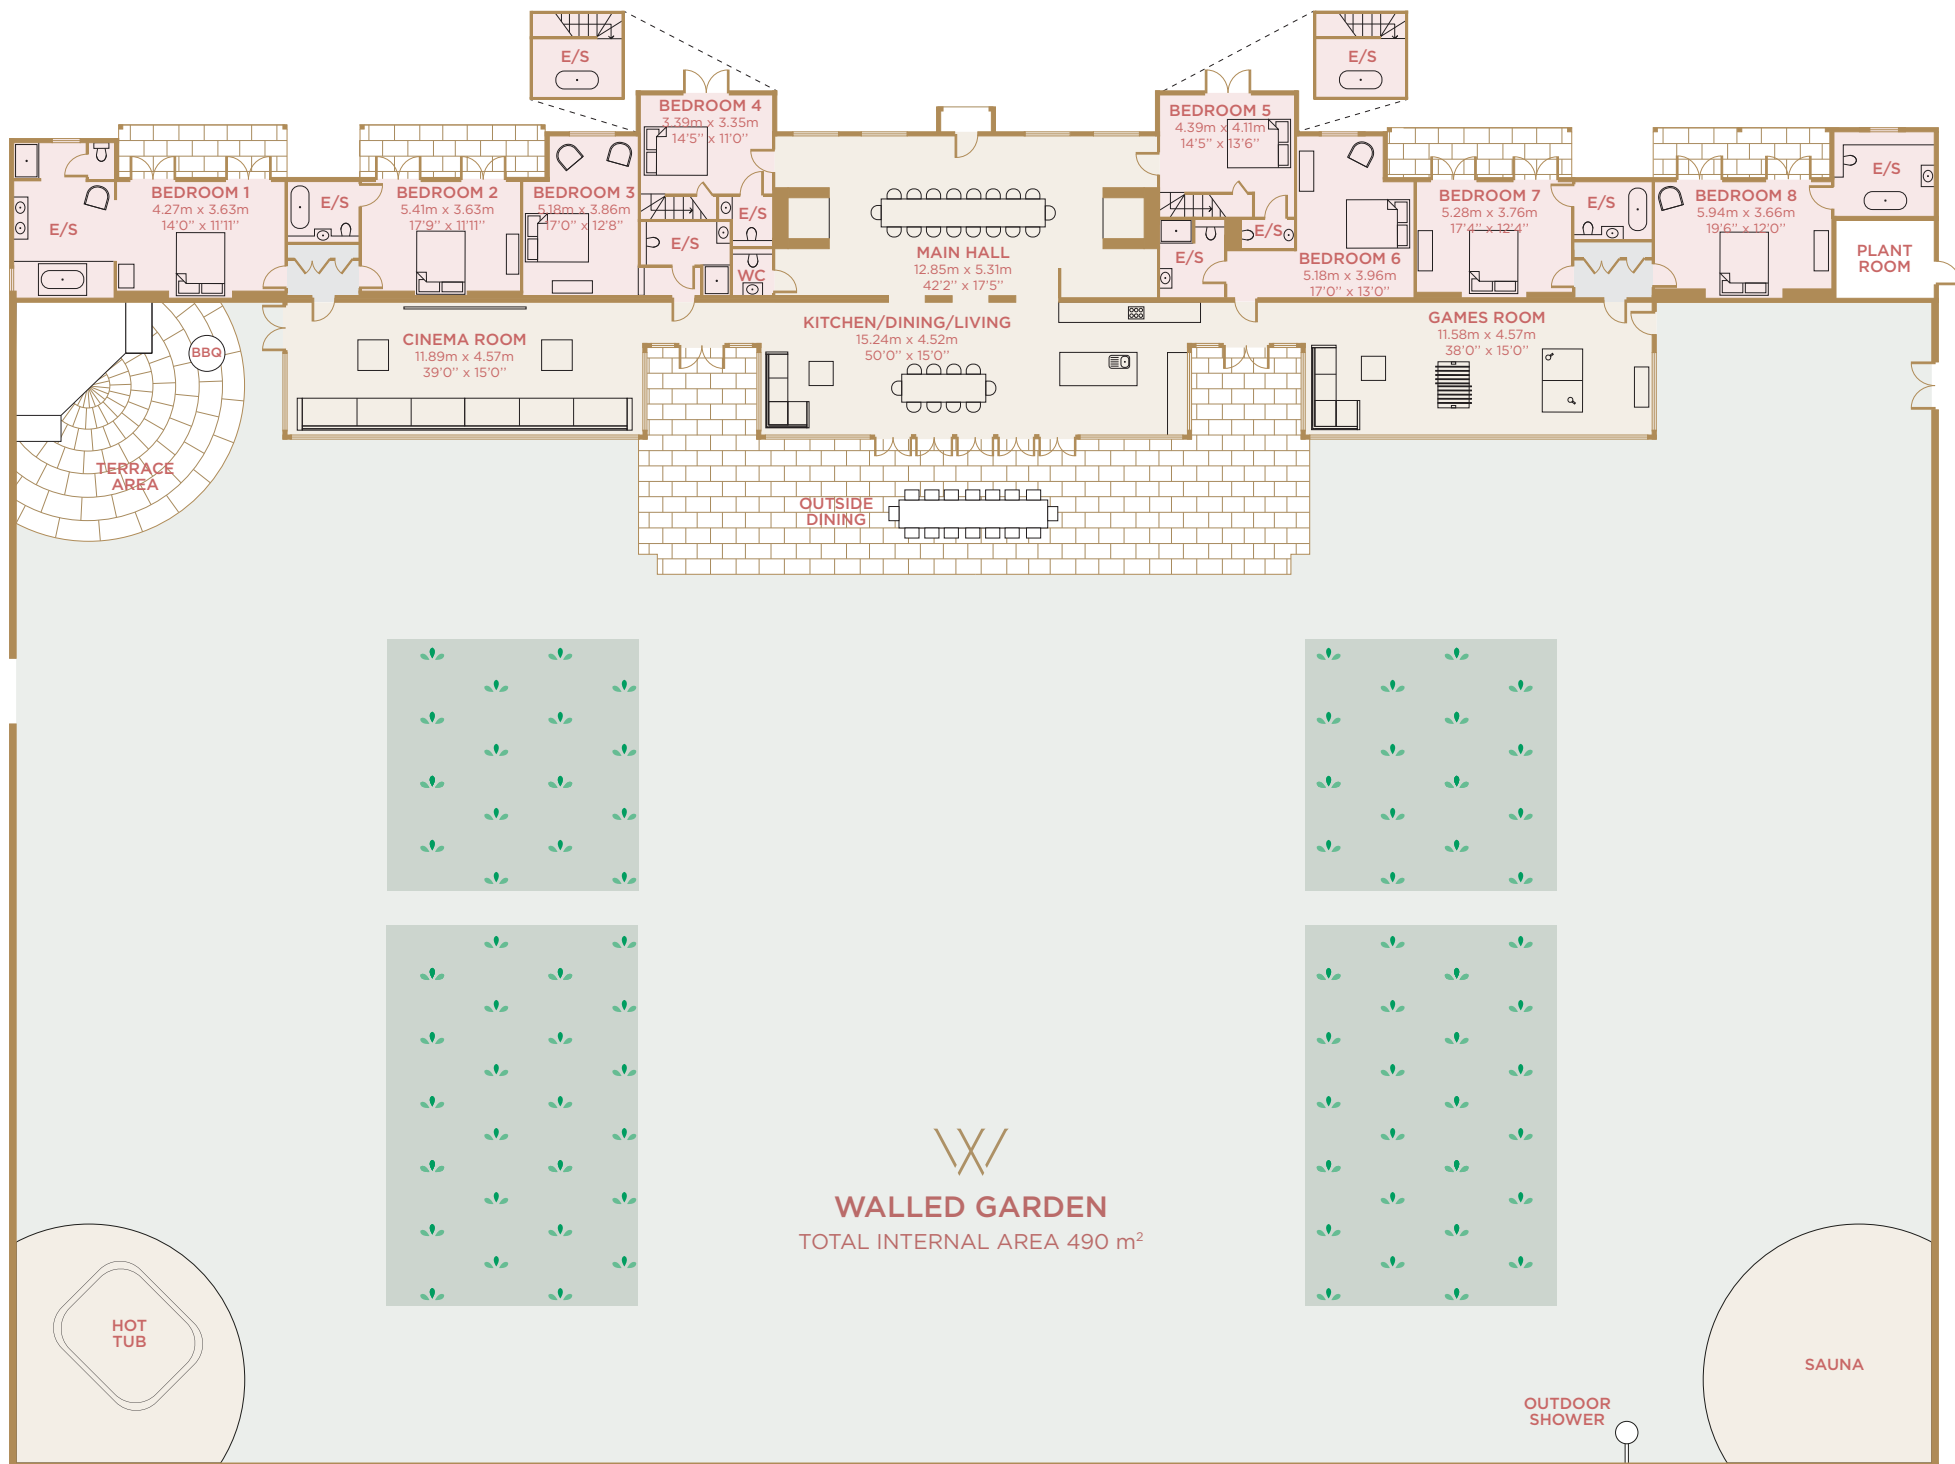 E/S
E/S
BEDROOM 4
3.39m x 3.35m
14'5'' x 11'0''
BEDROOM 5
4.39m x 4.11m
14'5'' x 13'6''
BEDROOM 1
4.27m x 3.63m
14'0'' x 11'11''
E/S
E/S
BEDROOM 2
5.41m x 3.63m
17'9'' x 11'11''
BEDROOM 3
5.18m x 3.86m
17'0'' x 12'8''
E/S
E/S
WC
MAIN HALL
12.85m x 5.31m
42'2'' x 17'5''
E/S
E/S
BEDROOM 6
5.18m x 3.96m
17'0'' x 13'0''
BEDROOM 7
5.28m x 3.76m
17'4'' x 12'4''
E/S
BEDROOM 8
5.94m x 3.66m
19'6'' x 12'0''
E/S
PLANT
ROOM
BBQ
CINEMA ROOM
11.89m x 4.57m
39'0'' x 15'0''
KITCHEN/DINING/LIVING
15.24m x 4.52m
50'0'' x 15'0''
GAMES ROOM
11.58m x 4.57m
38'0'' x 15'0''
TERRACE
AREA
OUTSIDE
DINING
W
WALLED GARDEN
TOTAL INTERNAL AREA 490 m²
HOT
TUB
SAUNA
OUTDOOR
SHOWER